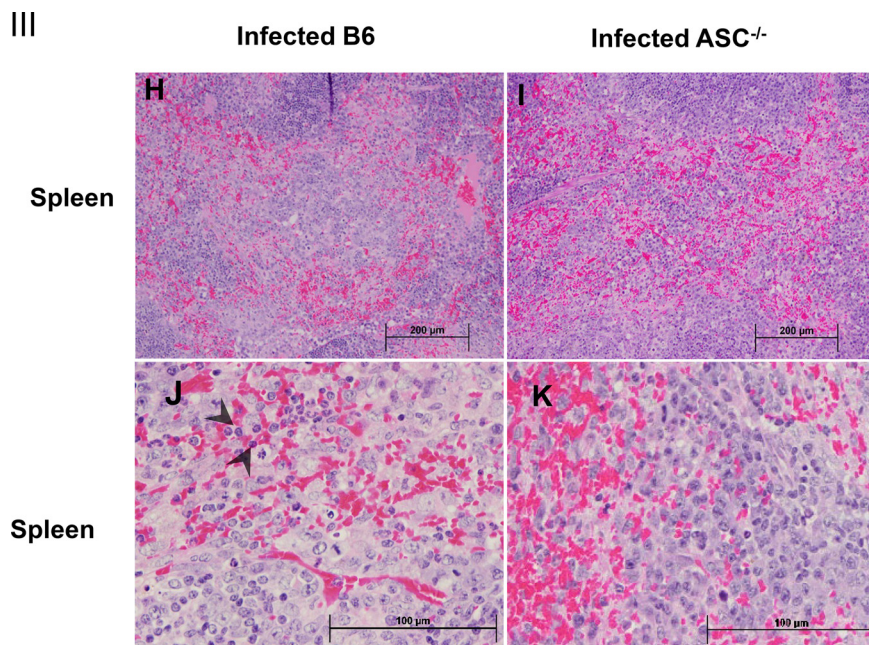 III
Infected B6
Infected ASC-/-
Spleen
H
I
200 µm
200 µm
Spleen
J
K
100 µm
100 µm